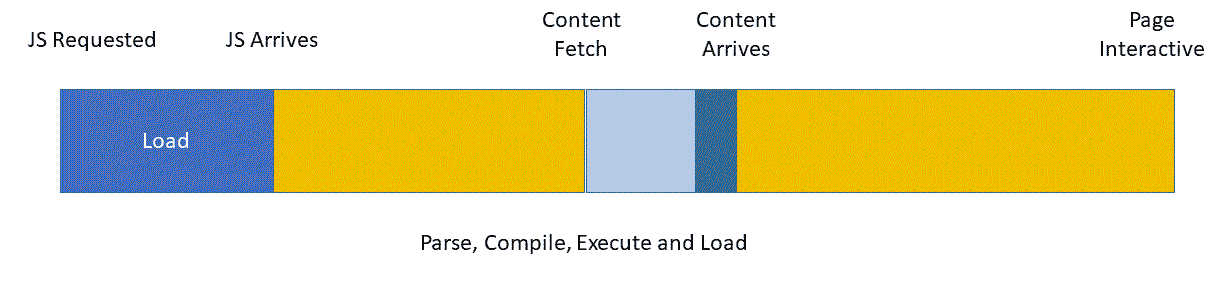 JS Requested
JS Arrives
Content
Fetch
Content
Arrives
Page
Interactive
Load
Parse, Compile, Execute and Load